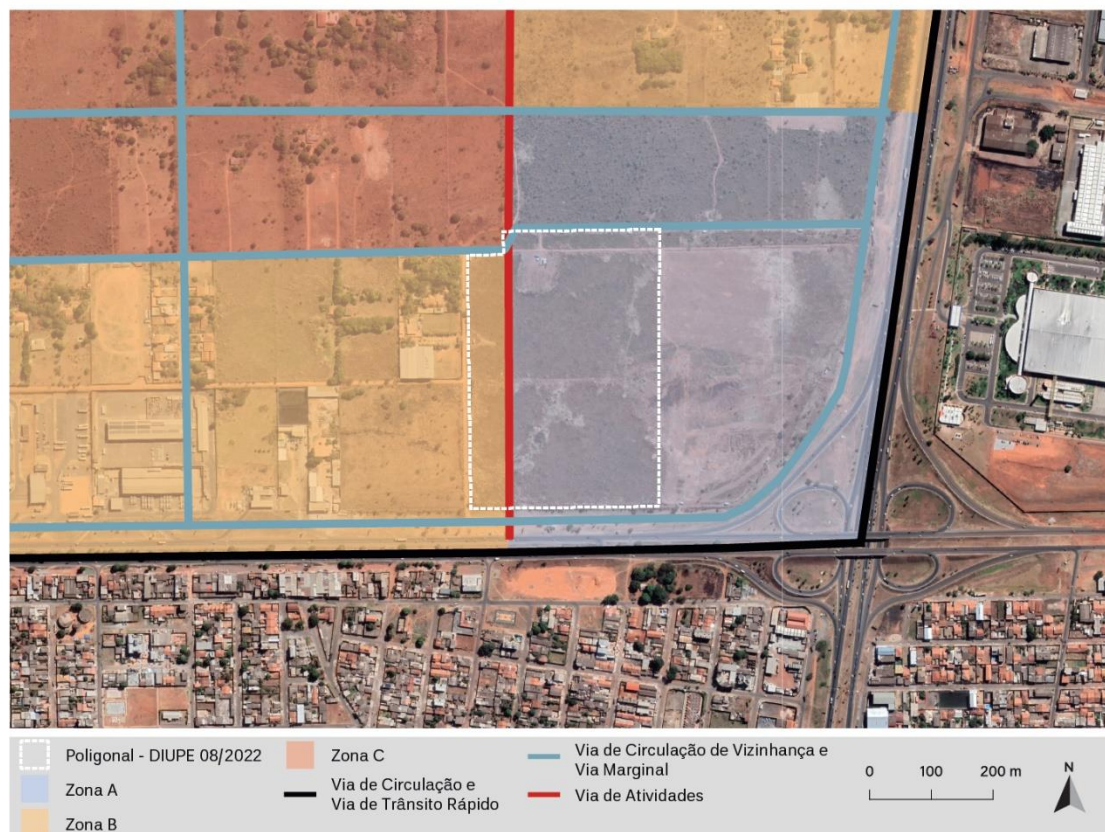 Poligonal - DIUPE 08/2022
Zona A
Zona B
Zona C
Via de Circulação e
Via de Trânsito Rápido
Via de Circulação de Vizinhança e
Via Marginal
Via de Atividades
0 100 200 m
N